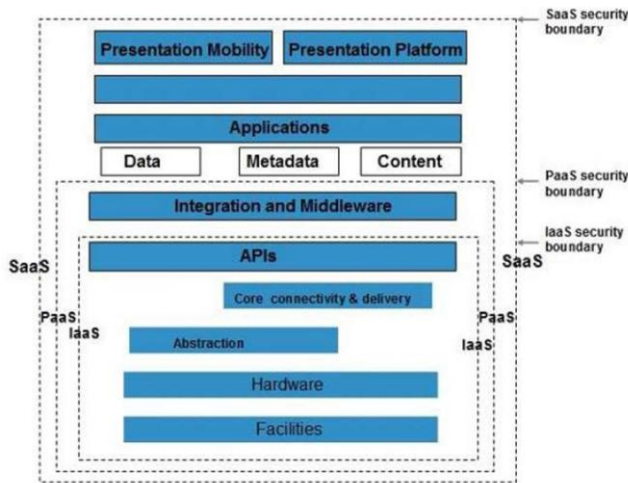 SaaS security
boundary
Presentation Mobility
Presentation Platform
Applications
Data
Metadata
Content
PaaS security
boundary
Integration and Middleware
IaaS security
boundary
APIs
SaaS
SaaS
Core connectivity & delivery
PaaS
PaaS
IaaS
IaaS
Abstraction
Hardware
Facilities